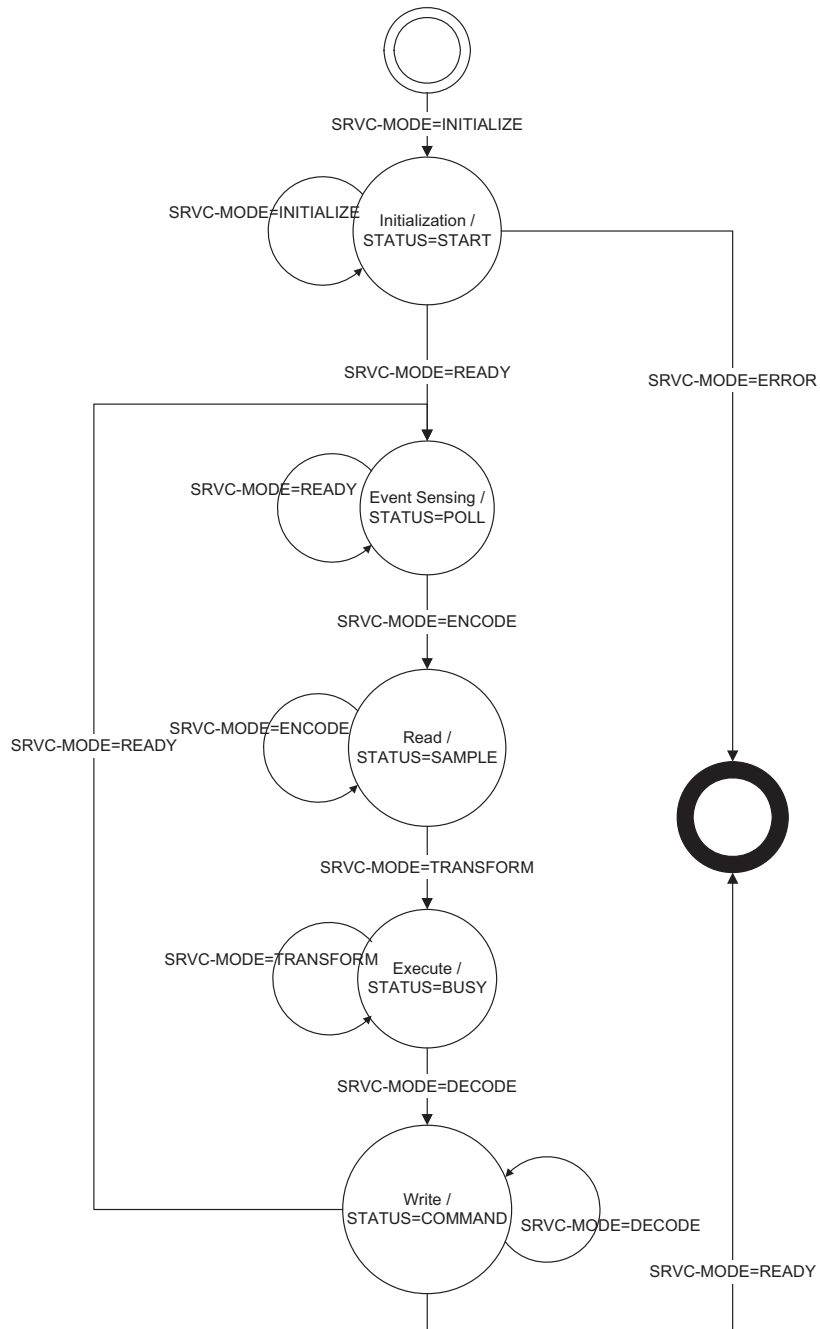 SRVC-MODE=INITIALIZE
SRVC-MODE=INITIALIZE
Initialization /
STATUS=START
SRVC-MODE=READY
SRVC-MODE=ERROR
SRVC-MODE=READY
Event Sensing /
STATUS=POLL
SRVC-MODE=ENCODE
SRVC-MODE=ENCODE
Read /
STATUS=SAMPLE
SRVC-MODE=READY
SRVC-MODE=TRANSFORM
SRVC-MODE=TRANSFORM
Execute /
STATUS=BUSY
SRVC-MODE=DECODE
Write /
STATUS=COMMAND
SRVC-MODE=DECODE
SRVC-MODE=READY